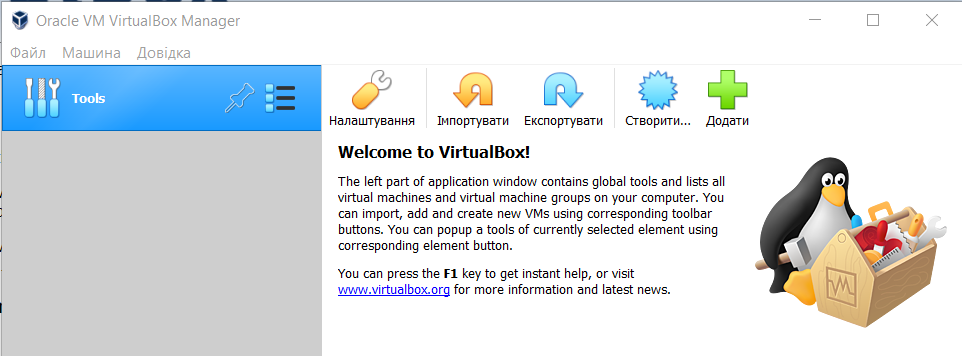 Oracle VM VirtualBox Manager
Файл Машина Довідка
Tools
Налаштування Імпортувати Експортувати Створити... Додати
Welcome to VirtualBox!
The left part of application window contains global tools and lists all
virtual machines and virtual machine groups on your computer. You
can import, add and create new VMs using corresponding toolbar
buttons. You can popup a tools of currently selected element using
corresponding element button.
You can press the F1 key to get instant help, or visit
www.virtualbox.org for more information and latest news.